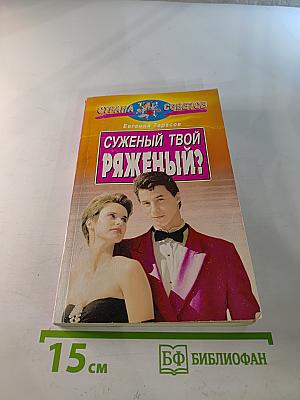 СТРАНА СОВЕТОВ
Евгений Тарасов
СУЖЕНЫЙ ТВОЙ
РЯЖЕНЫЙ?
15 см
БФ БИБЛИОФАН